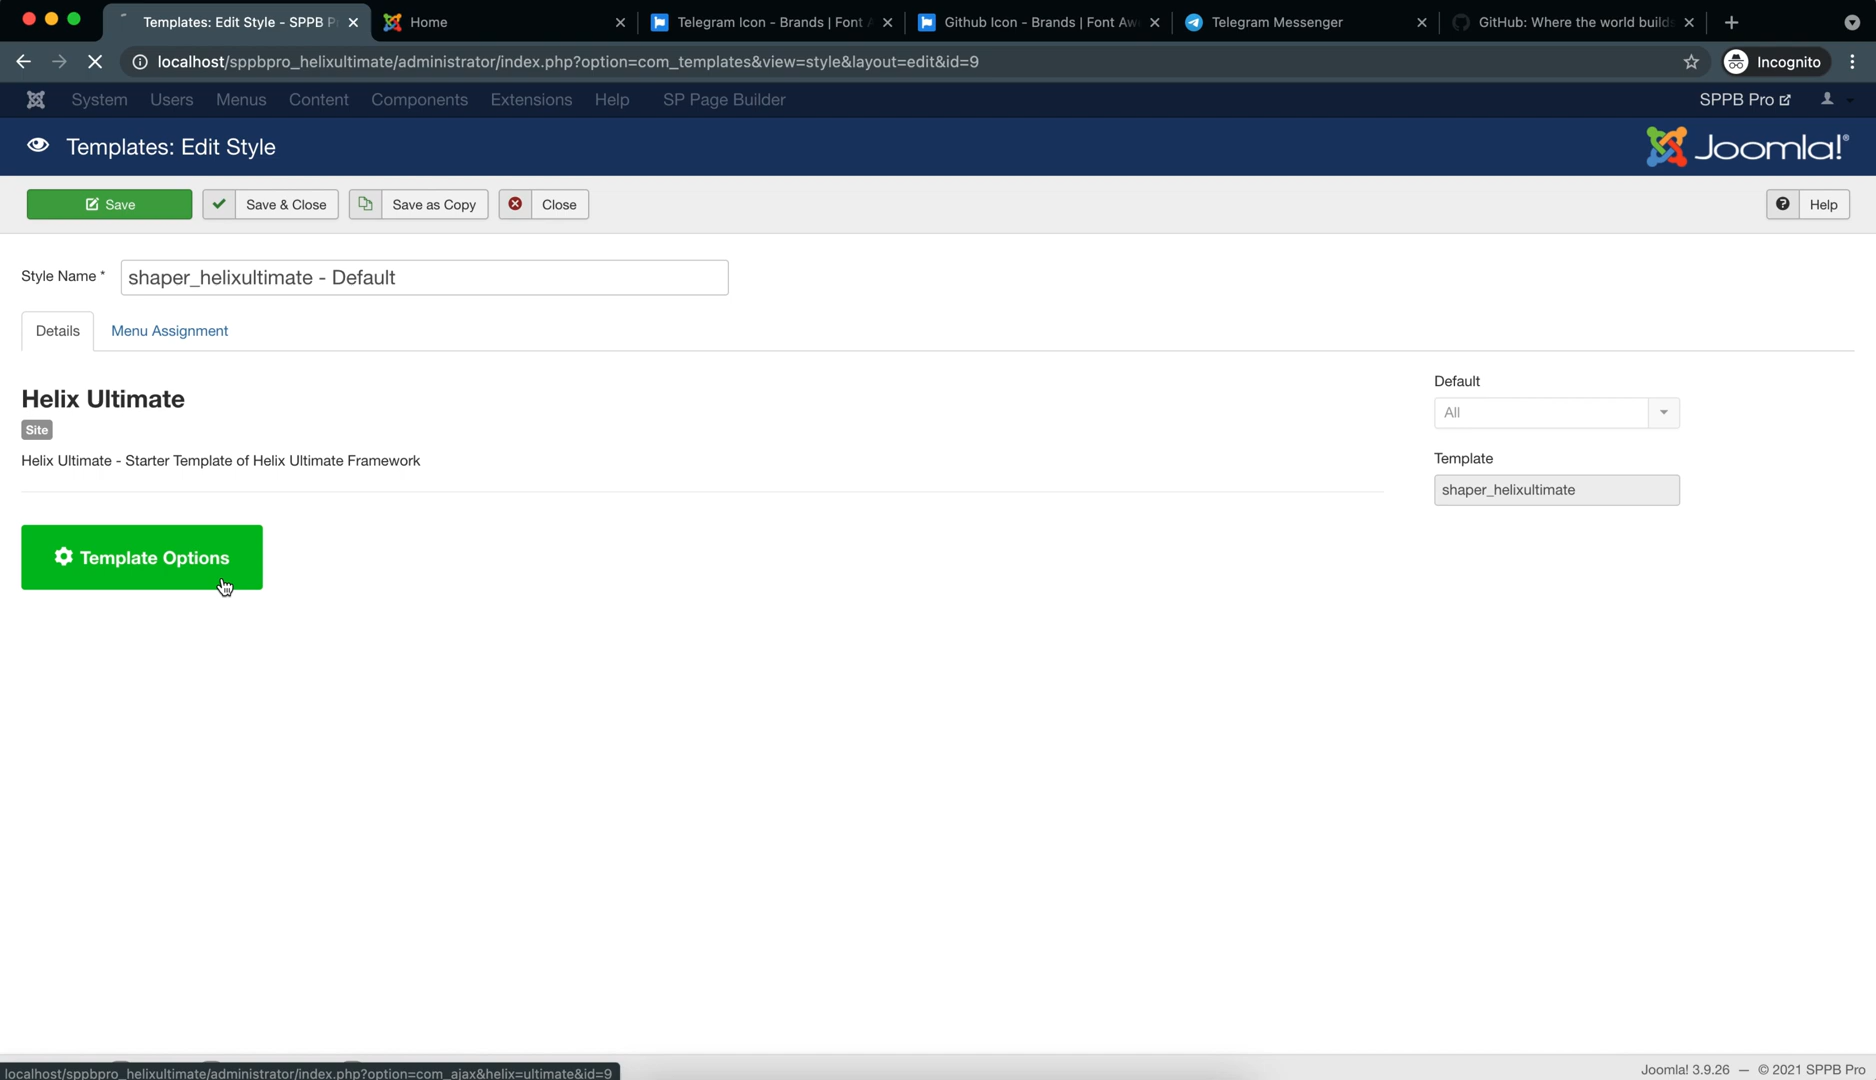 Templates: Edit Style - SPPB P
Home
Telegram Icon - Brands | Font A
Github Icon - Brands | Font Aw
Telegram Messenger
GitHub: Where the world builds
localhost/sppbpro_helixultimate/administrator/index.php?option=com_templates&view=style&layout=edit&id=9
Incognito
System Users Menus Content Components Extensions Help SP Page Builder
SPPB Pro
Templates: Edit Style
Joomla!®
Save
Save & Close
Save as Copy
Close
Help
Style Name *
shaper_helixultimate - Default
Details
Menu Assignment
Helix Ultimate
Site
Helix Ultimate - Starter Template of Helix Ultimate Framework
Default
All
Template
shaper_helixultimate
Template Options
localhost/sppbpro_helixultimate/administrator/index.php?option=com_ajax&helix=ultimate&id=9
Joomla! 3.9.26 — © 2021 SPPB Pro